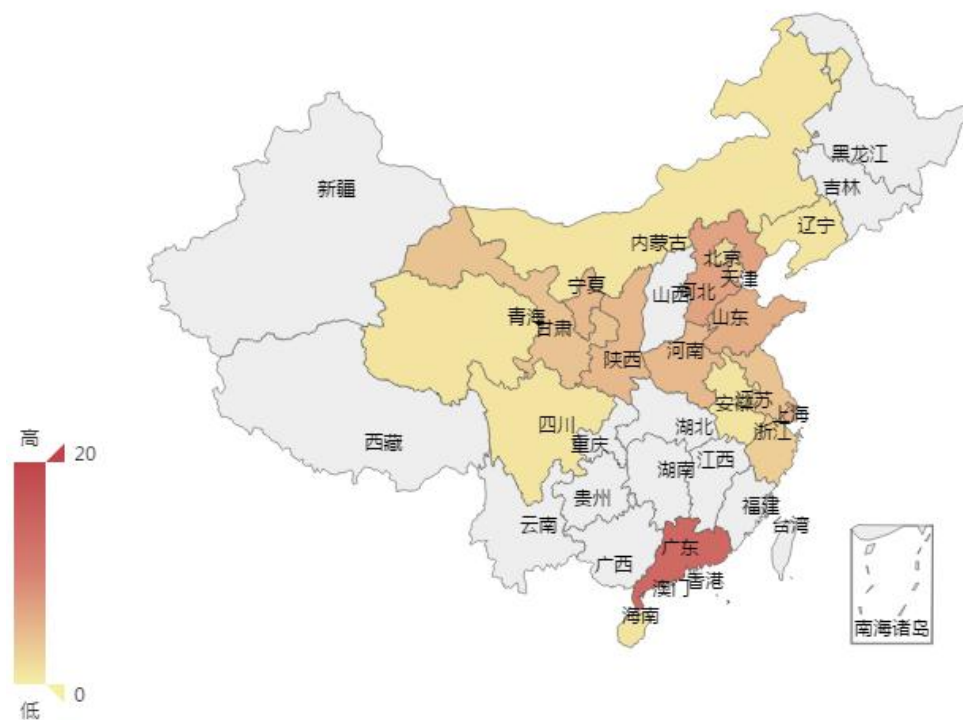 黑龙江
新疆
吉林
辽宁
内蒙古
北京
天津
宁夏
山西
河北
青海
甘肃
山东
河南
陕西
安徽
江苏
上海
四川
湖北
浙江
高
20
西藏
重庆
江西
湖南
贵州
福建
云南
台湾
广东
广西
香港
澳门
海南
南海诸岛
0
低